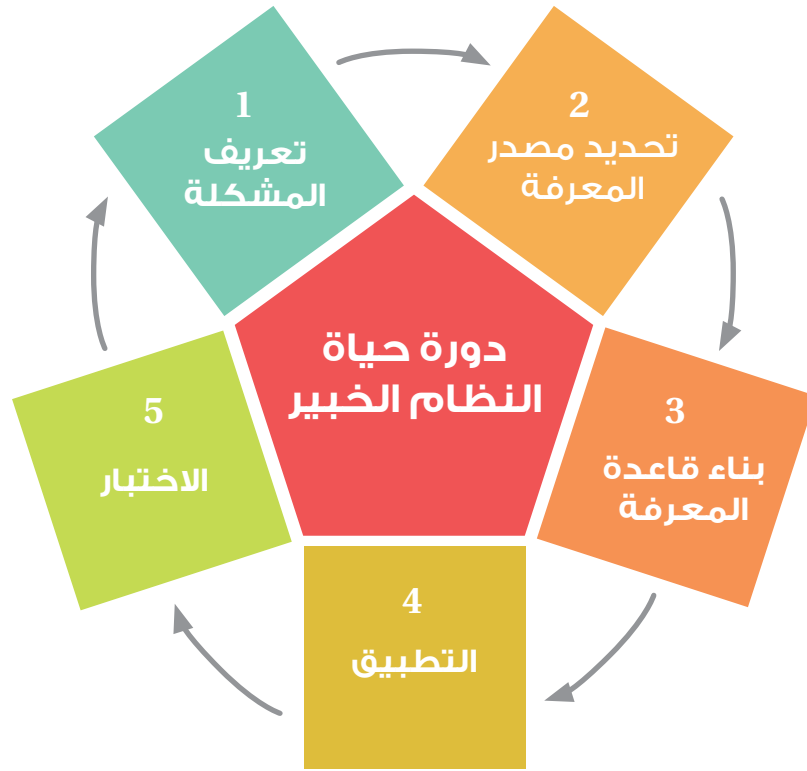 دورة حياة
النظام الخبير
1
تعريف
المشكلة
2
تحديد مصدر
المعرفة
3
بناء قاعدة
المعرفة
4
التطبيق
5
الاختبار